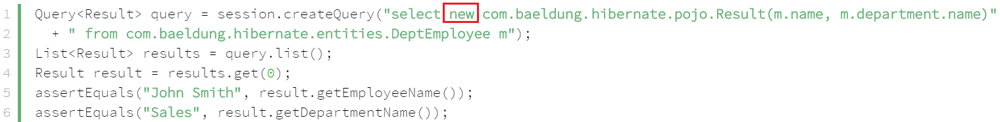 1 Query<Result> query = session.createQuery("select new com.baeldung.hibernate.pojo.Result(m.name, m.department.name)"
2   + " from com.baeldung.hibernate.entities.DeptEmployee m");
3 List<Result> results = query.list();
4 Result result = results.get(0);
5 assertEquals("John Smith", result.getEmployeeName());
6 assertEquals("Sales", result.getDepartmentName());